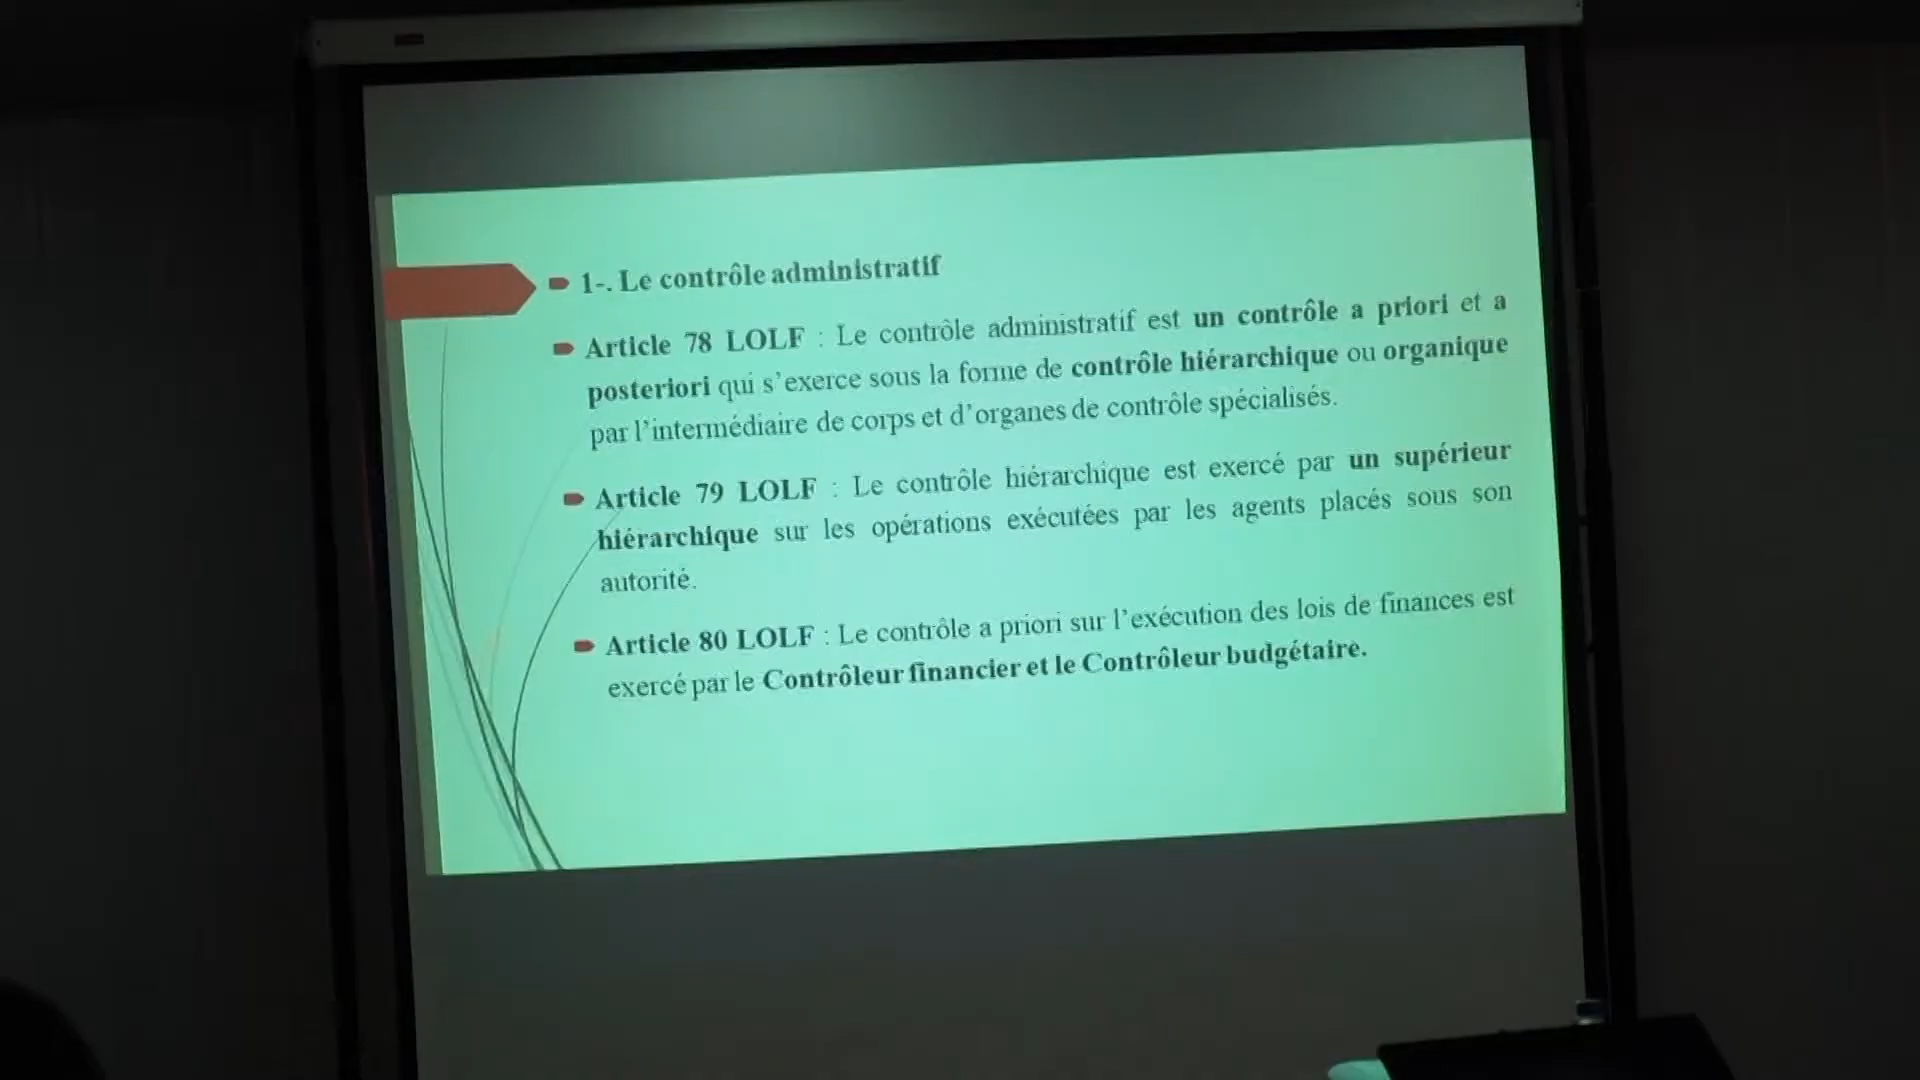 1-. Le contrôle administratif
Article 78 LOLF : Le contrôle administratif est un contrôle a priori et a
posteriori qui s'exerce sous la forme de contrôle hiérarchique ou organique
par l'intermédiaire de corps et d'organes de contrôle spécialisés.
Article 79 LOLF : Le contrôle hiérarchique est exercé par un supérieur
hiérarchique sur les opérations exécutées par les agents placés sous son
autorité.
Article 80 LOLF : Le contrôle a priori sur l'exécution des lois de finances est
exercé par le Contrôleur financier et le Contrôleur budgétaire.